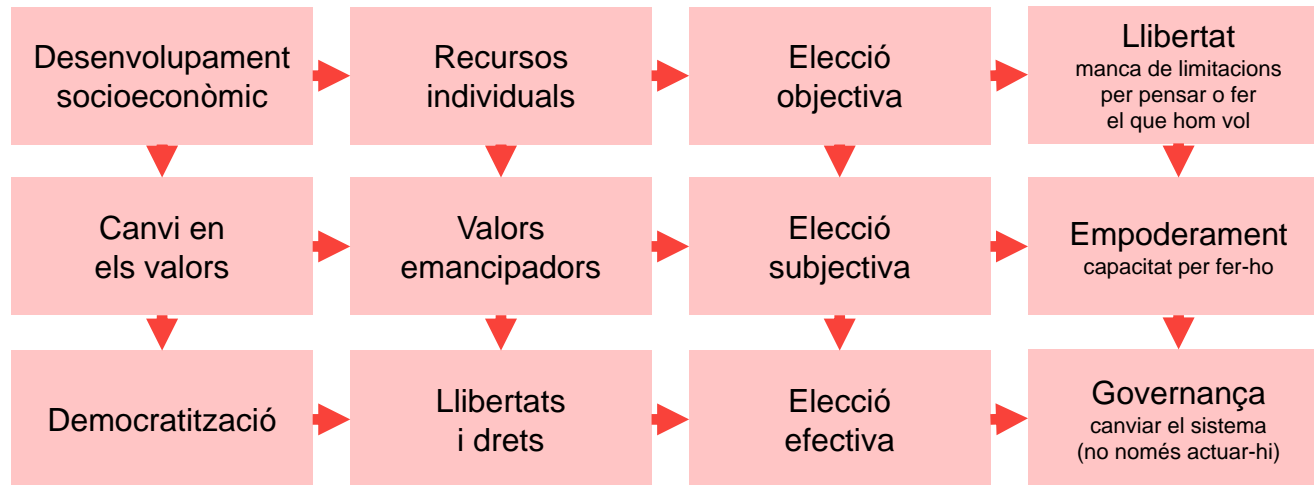 Desenvolupament
socioeconòmic
Recursos
individuals
Elecció
objectiva
Llibertat
manca de limitacions
per pensar o fer
el que hom vol
Canvi en
els valors
Valors
emancipadors
Elecció
subjectiva
Empoderament
capacitat per fer-ho
Democratització
Llibertats
i drets
Elecció
efectiva
Governança
canviar el sistema
(no només actuar-hi)